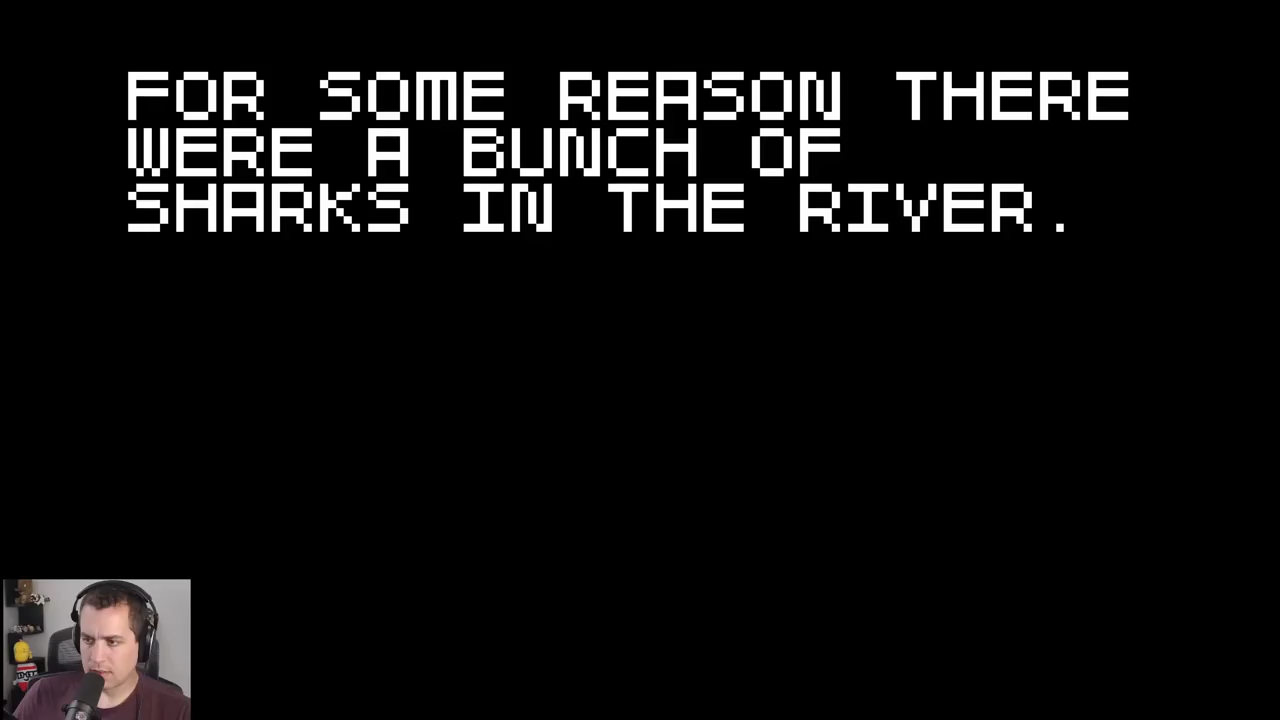 FOR SOME REASON THERE
WERE A BUNCH OF
SHARKS IN THE RIVER.